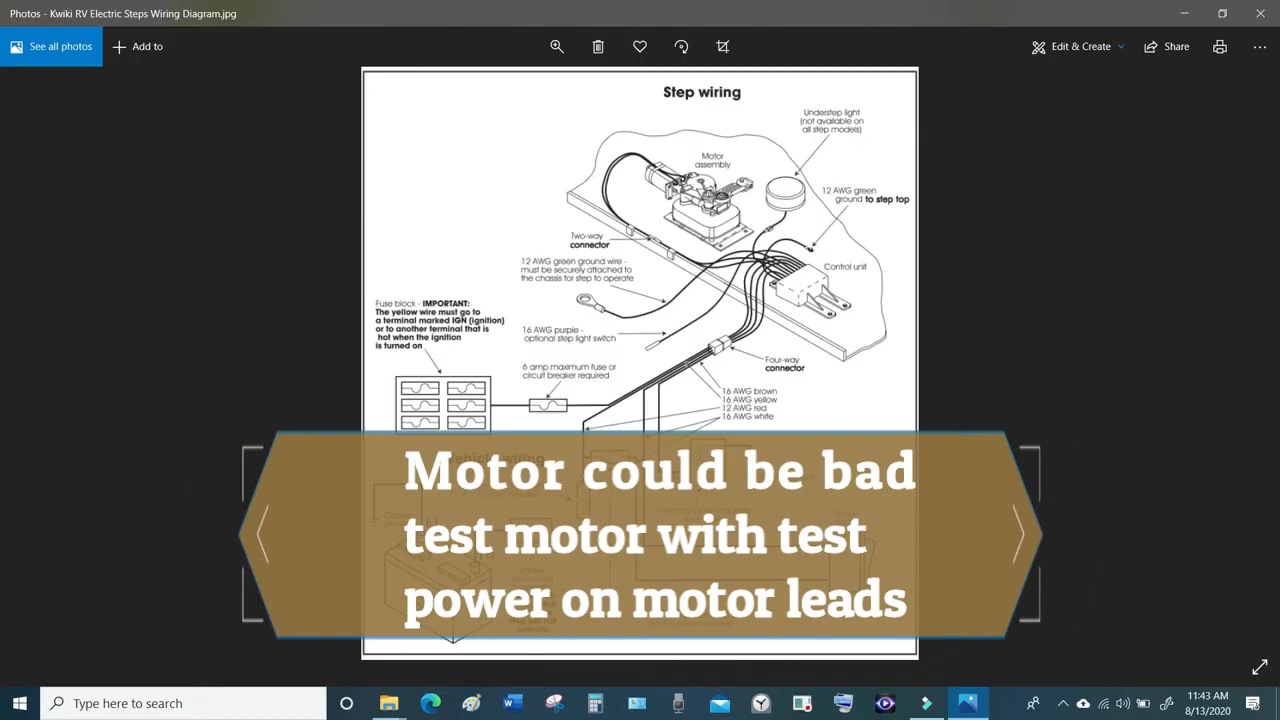 Photos - Kwiki RV Electric Steps Wiring Diagram.jpg
See all photos
Add to
Edit & Create
Share
Step wiring
Understep light
(not available on
all step models)
Motor
assembly
12 AWG green
ground to step top
Two-way
connector
Control unit
12 AWG green ground wire -
must be securely attached to
the chassis for step to operate
Fuse block - IMPORTANT:
The yellow wire must go to
a terminal marked IGN (ignition)
or to another terminal that is
hot when the ignition
is turned on
16 AWG purple -
optional step light switch
Four-way
connector
6 amp maximum fuse or
circuit breaker required
16 AWG brown
16 AWG yellow
12 AWG red
16 AWG white
Vehicle wiring
Motor could be bad
test motor with test
power on motor leads
Type here to search
11:43 AM
8/13/2020